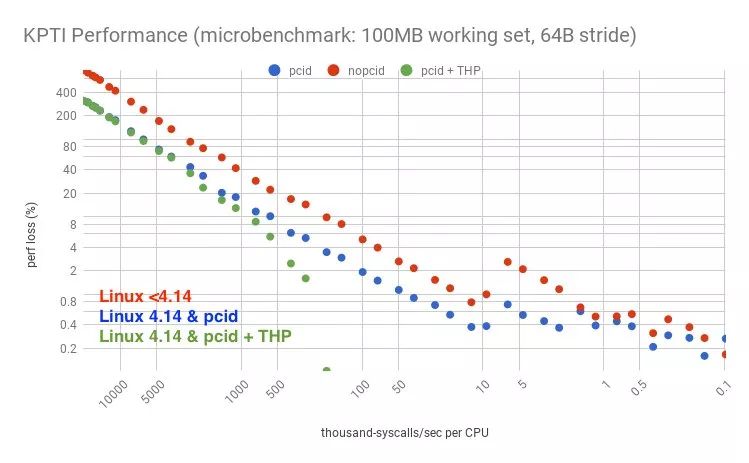 KPTI Performance (microbenchmark: 100MB working set, 64B stride)
pcid nopcid pcid + THP
400
200
80
40
20
8
4
2
0.8
0.4
0.2
perf loss (%)
Linux <4.14
Linux 4.14 & pcid
Linux 4.14 & pcid + THP
10000 5000 1000 500 100 50 10 5 1 0.5 0.1
thousand-syscalls/sec per CPU